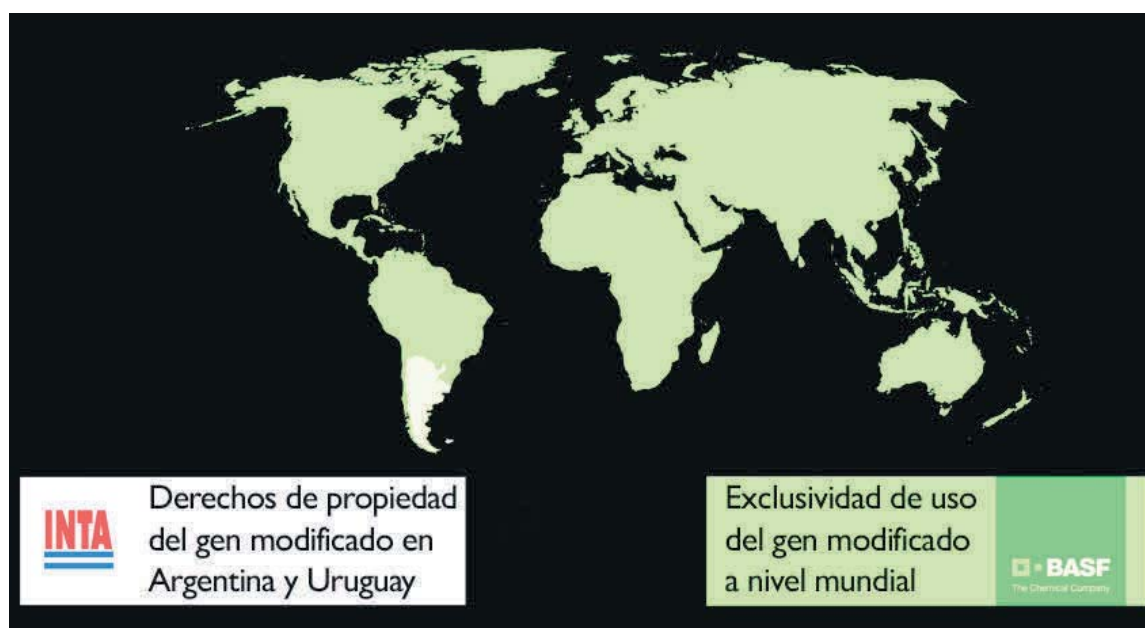 INTA
Derechos de propiedad
del gen modificado en
Argentina y Uruguay
Exclusividad de uso
del gen modificado
a nivel mundial
BASF
The Chemical Company